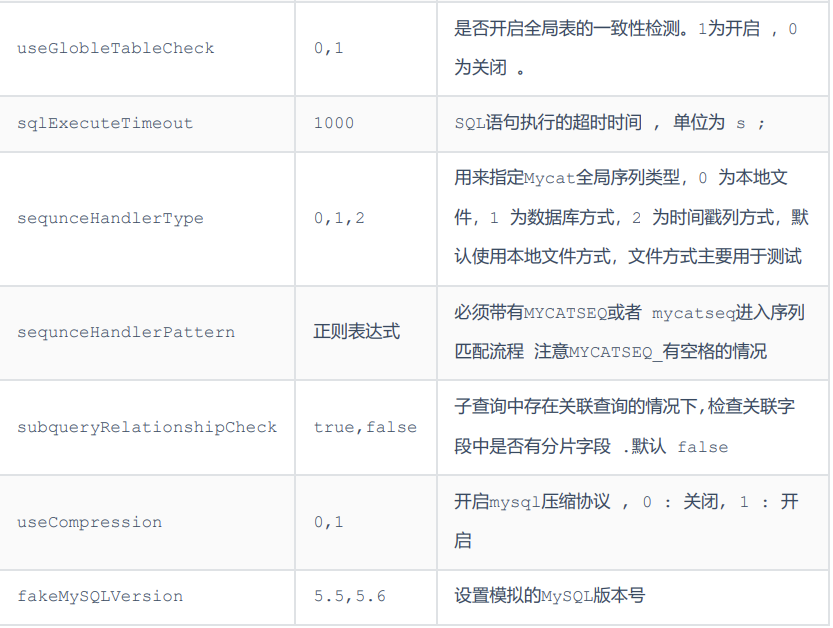 useGlobleTableCheck
0,1
是否开启全局表的一致性检测。1为开启 ，0
为关闭 。
sqlExecuteTimeout
1000
SQL语句执行的超时时间 ， 单位为 s ;
sequnceHandlerType
0,1,2
用来指定Mycat全局序列类型，0 为本地文
件，1 为数据库方式，2 为时间戳列方式，默
认使用本地文件方式，文件方式主要用于测试
sequnceHandlerPattern
正则表达式
必须带有MYCATSEQ或者 mycatseq进入序列
匹配流程 注意MYCATSEQ_有空格的情况
subqueryRelationshipCheck
true,false
子查询中存在关联查询的情况下,检查关联字
段中是否有分片字段 .默认 false
useCompression
0,1
开启mysql压缩协议 ， 0 : 关闭, 1 : 开
启
fakeMySQLVersion
5.5,5.6
设置模拟的MySQL版本号